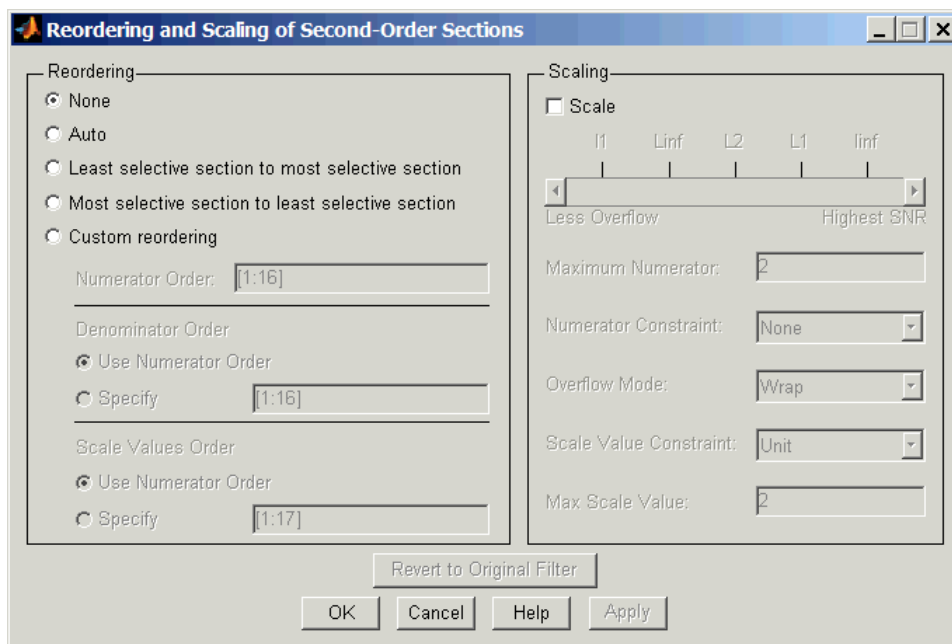 Reordering and Scaling of Second-Order Sections
Reordering
None
Auto
Least selective section to most selective section
Most selective section to least selective section
Custom reordering
Numerator Order: [1:16]
Denominator Order
Use Numerator Order
Specify [1:16]
Scale Values Order
Use Numerator Order
Specify [1:17]
Scaling
Scale
l1 Linf L2 L1 linf
Less Overflow Highest SNR
Maximum Numerator: 2
Numerator Constraint: None
Overflow Mode: Wrap
Scale Value Constraint: Unit
Max Scale Value: 2
Revert to Original Filter
OK Cancel Help Apply